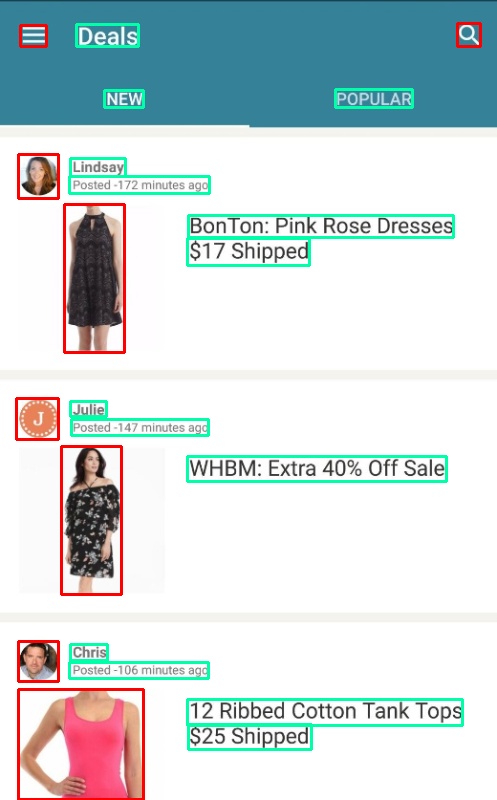 Deals
NEW
POPULAR
Lindsay
Posted -172 minutes ago
BonTon: Pink Rose Dresses
$17 Shipped
J
Julie
Posted -147 minutes ago
WHBM: Extra 40% Off Sale
Chris
Posted -106 minutes ago
12 Ribbed Cotton Tank Tops
$25 Shipped